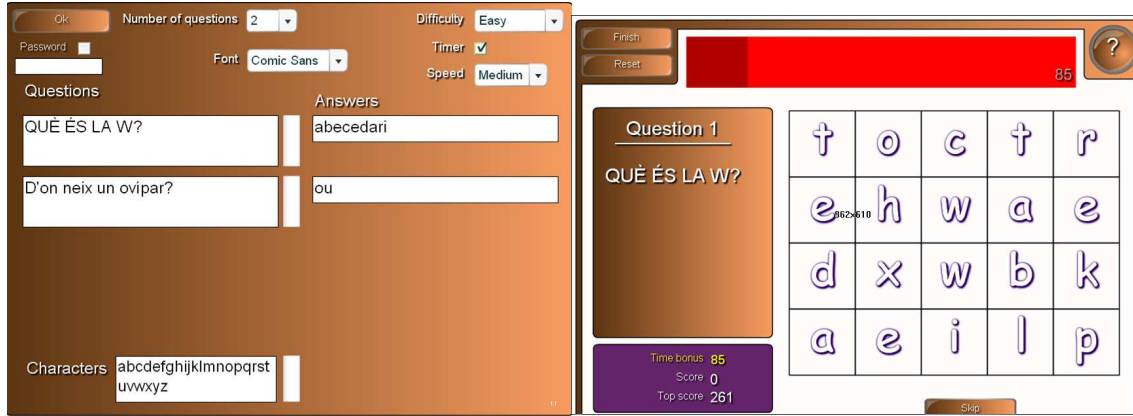 Ok
Number of questions 2
Difficulty Easy
Password
Font Comic Sans
Timer
Speed Medium
Questions
Answers
QUÈ ÉS LA W?
abecedari
D'on neix un ovipar?
ou
Characters
abcdefghijklmnopqrst
uvwxyz
Finish
Reset
85
?
Question 1
QUÈ ÉS LA W?
t o c t r
e h w a e
862x610
d x w b k
a e i l p
Time bonus 85
Score 0
Top score 261
Skip